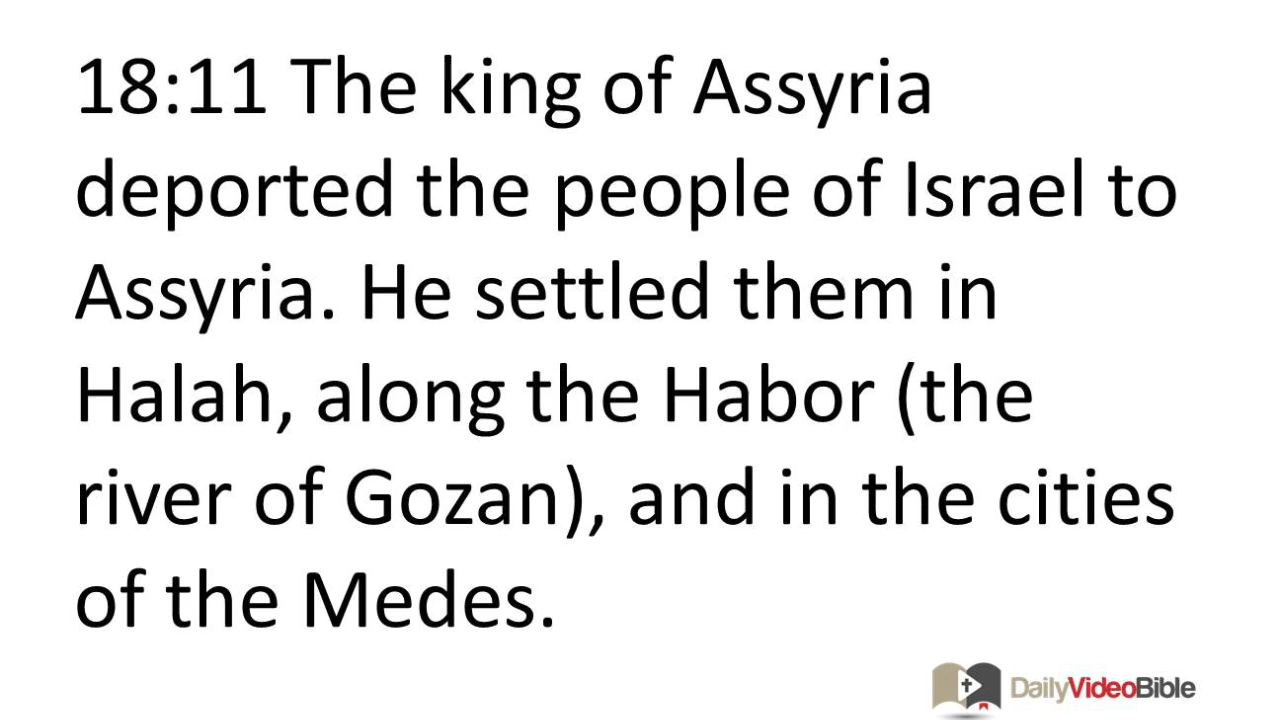 18:11 The king of Assyria
deported the people of Israel to
Assyria. He settled them in
Halah, along the Habor (the
river of Gozan), and in the cities
of the Medes.
DailyVideoBible